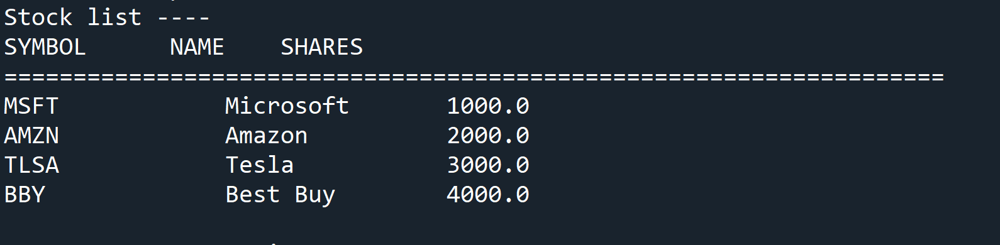 Stock list ----
SYMBOL      NAME    SHARES
====================================================================
MSFT            Microsoft       1000.0
AMZN            Amazon          2000.0
TLSA            Tesla           3000.0
BBY             Best Buy        4000.0